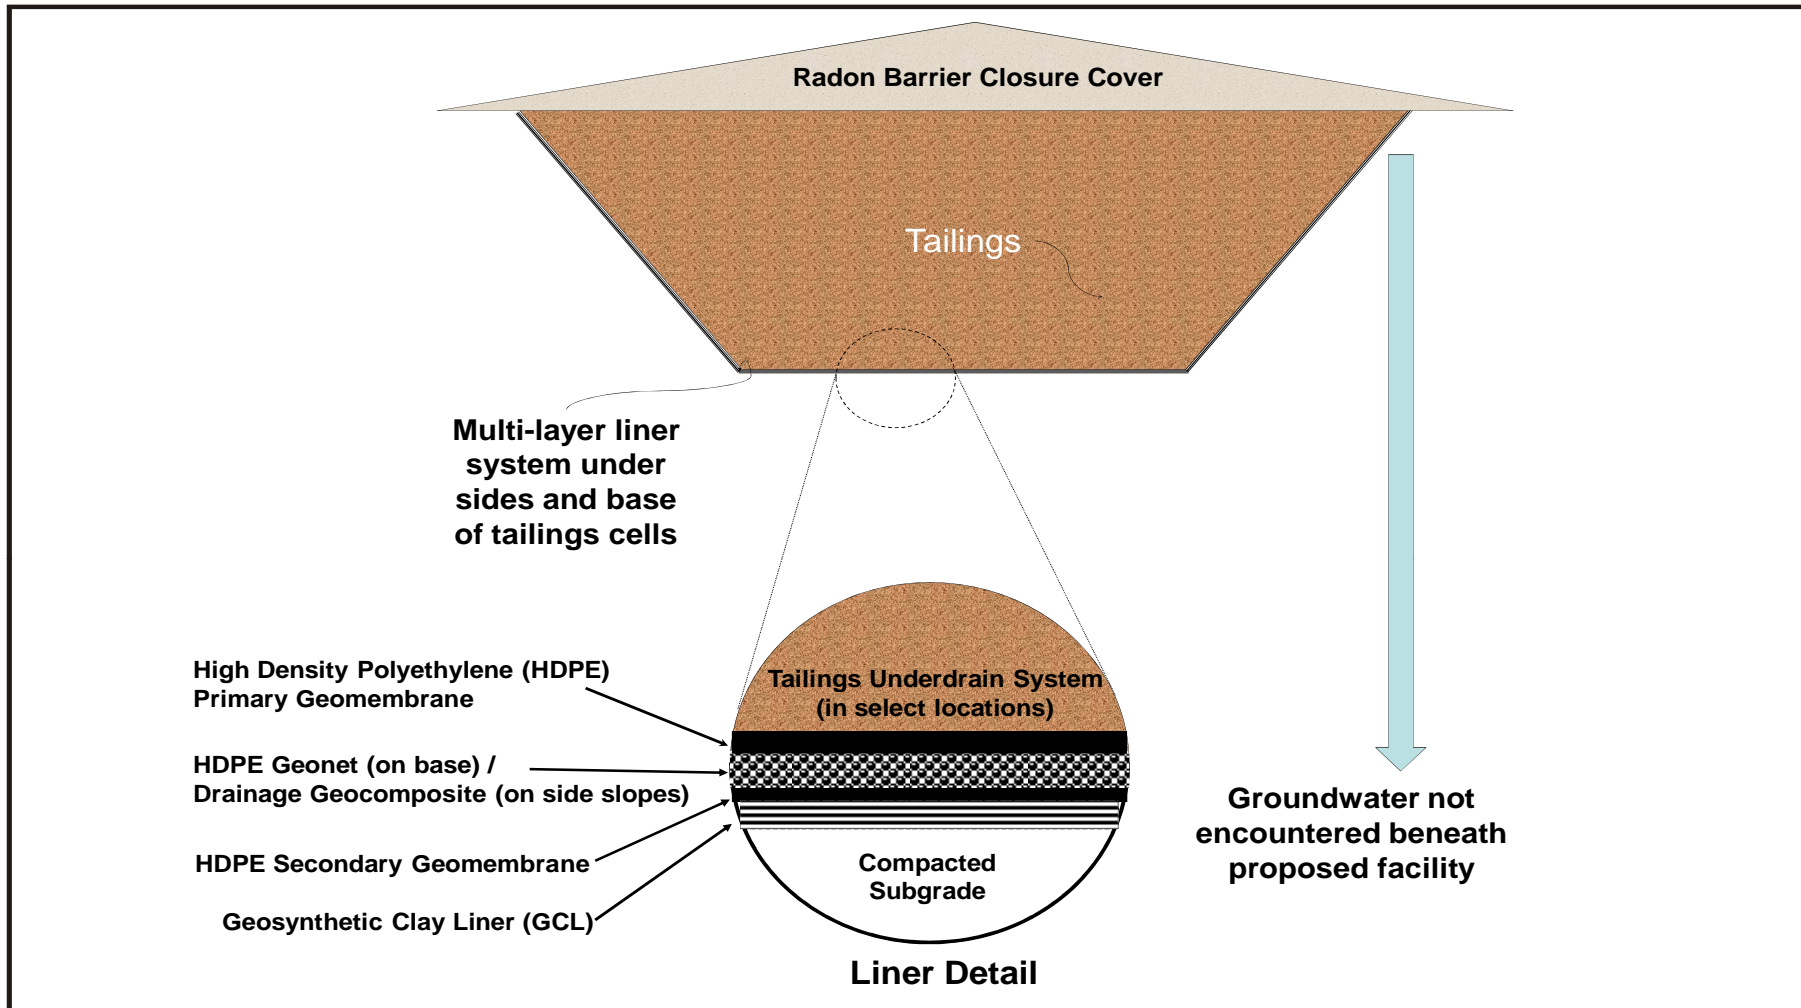 Radon Barrier Closure Cover
Tailings
Multi-layer liner
system under
sides and base
of tailings cells
High Density Polyethylene (HDPE)
Primary Geomembrane
Tailings Underdrain System
(in select locations)
HDPE Geonet (on base) /
Drainage Geocomposite (on side slopes)
HDPE Secondary Geomembrane
Geosynthetic Clay Liner (GCL)
Compacted
Subgrade
Groundwater not
encountered beneath
proposed facility
Liner Detail